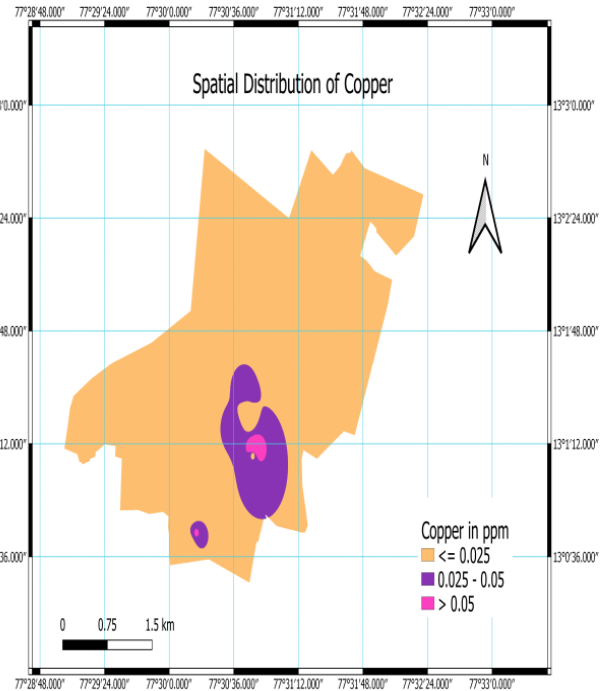 77°28'48.000" 77°29'24.000" 77°30'0.000" 77°30'36.000" 77°31'12.000" 77°31'48.000" 77°32'24.000" 77°33'0.000"
Spatial Distribution of Copper
0.000" 13°3'0.000"
N
24.000" 13°2'24.000"
48.000" 13°1'48.000"
12.000" 13°1'12.000"
Copper in ppm
<= 0.025
36.000" 13°0'36.000"
0.025 - 0.05
> 0.05
0 0.75 1.5 km
77°28'48.000" 77°29'24.000" 77°30'0.000" 77°30'36.000" 77°31'12.000" 77°31'48.000" 77°32'24.000" 77°33'0.000"